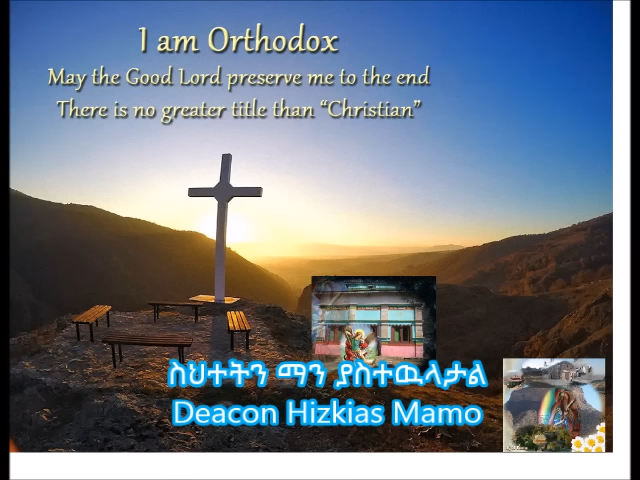 I am Orthodox
May the Good Lord preserve me to the end
There is no greater title than “Christian”
ስህተትን ማን ያስተዉላታል
Deacon Hizkias Mamo